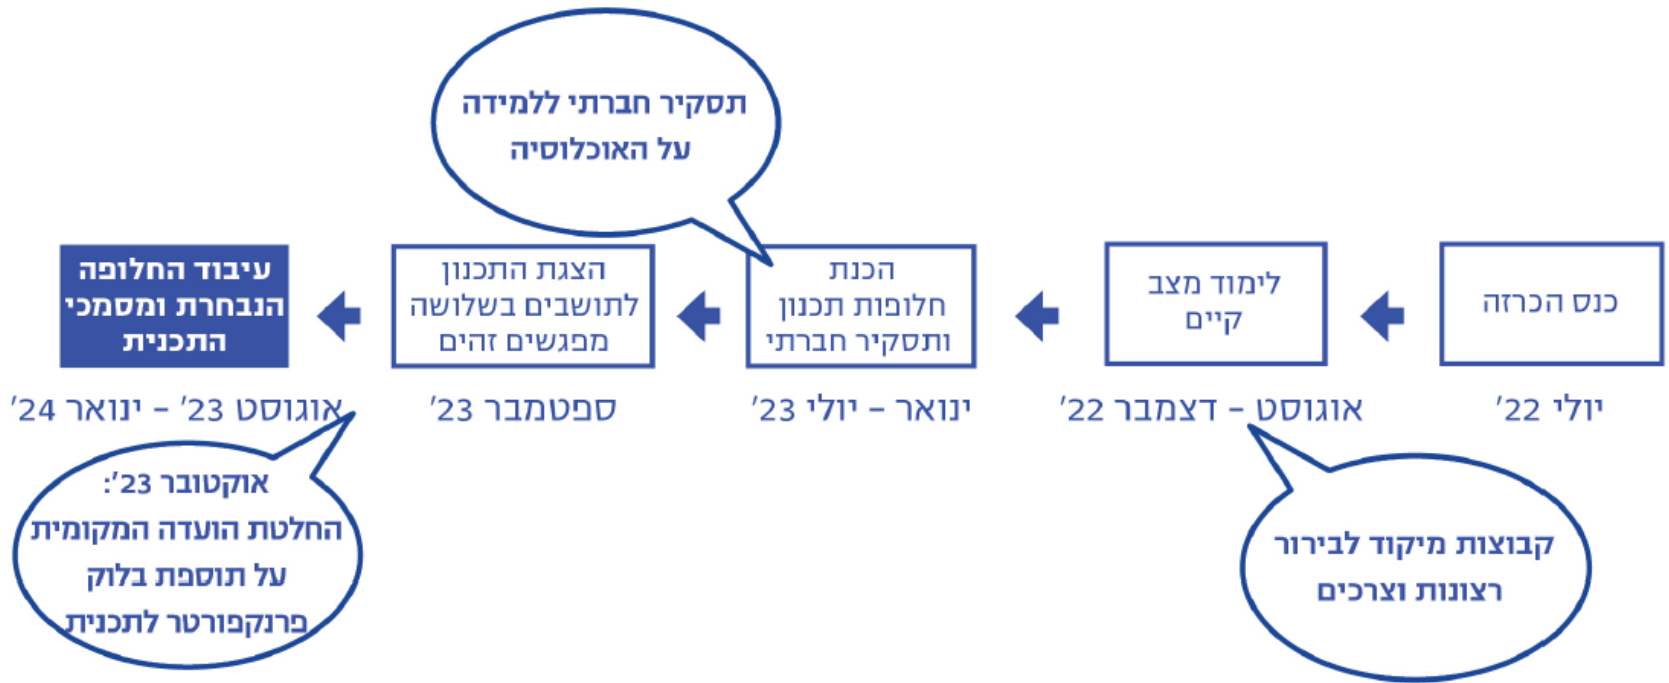 תסקיר חברתי ללמידה
על האוכלוסיה
כנס הכרזה
יולי 22'
לימוד מצב
קיים
אוגוסט - דצמבר 22'
קבוצות מיקוד לבירור
רצונות וצרכים
הכנת
חלופות תכנון
ותסקיר חברתי
ינואר - יולי 23'
הצגת התכנון
לתושבים בשלושה
מפגשים זהים
ספטמבר 23'
עיבוד החלופה
הנבחרת ומסמכי
התכנית
אוגוסט 23' - ינואר 24'
אוקטובר 23':
החלטת הועדה המקומית
על תוספת בלוק
פרנקפורטר לתכנית